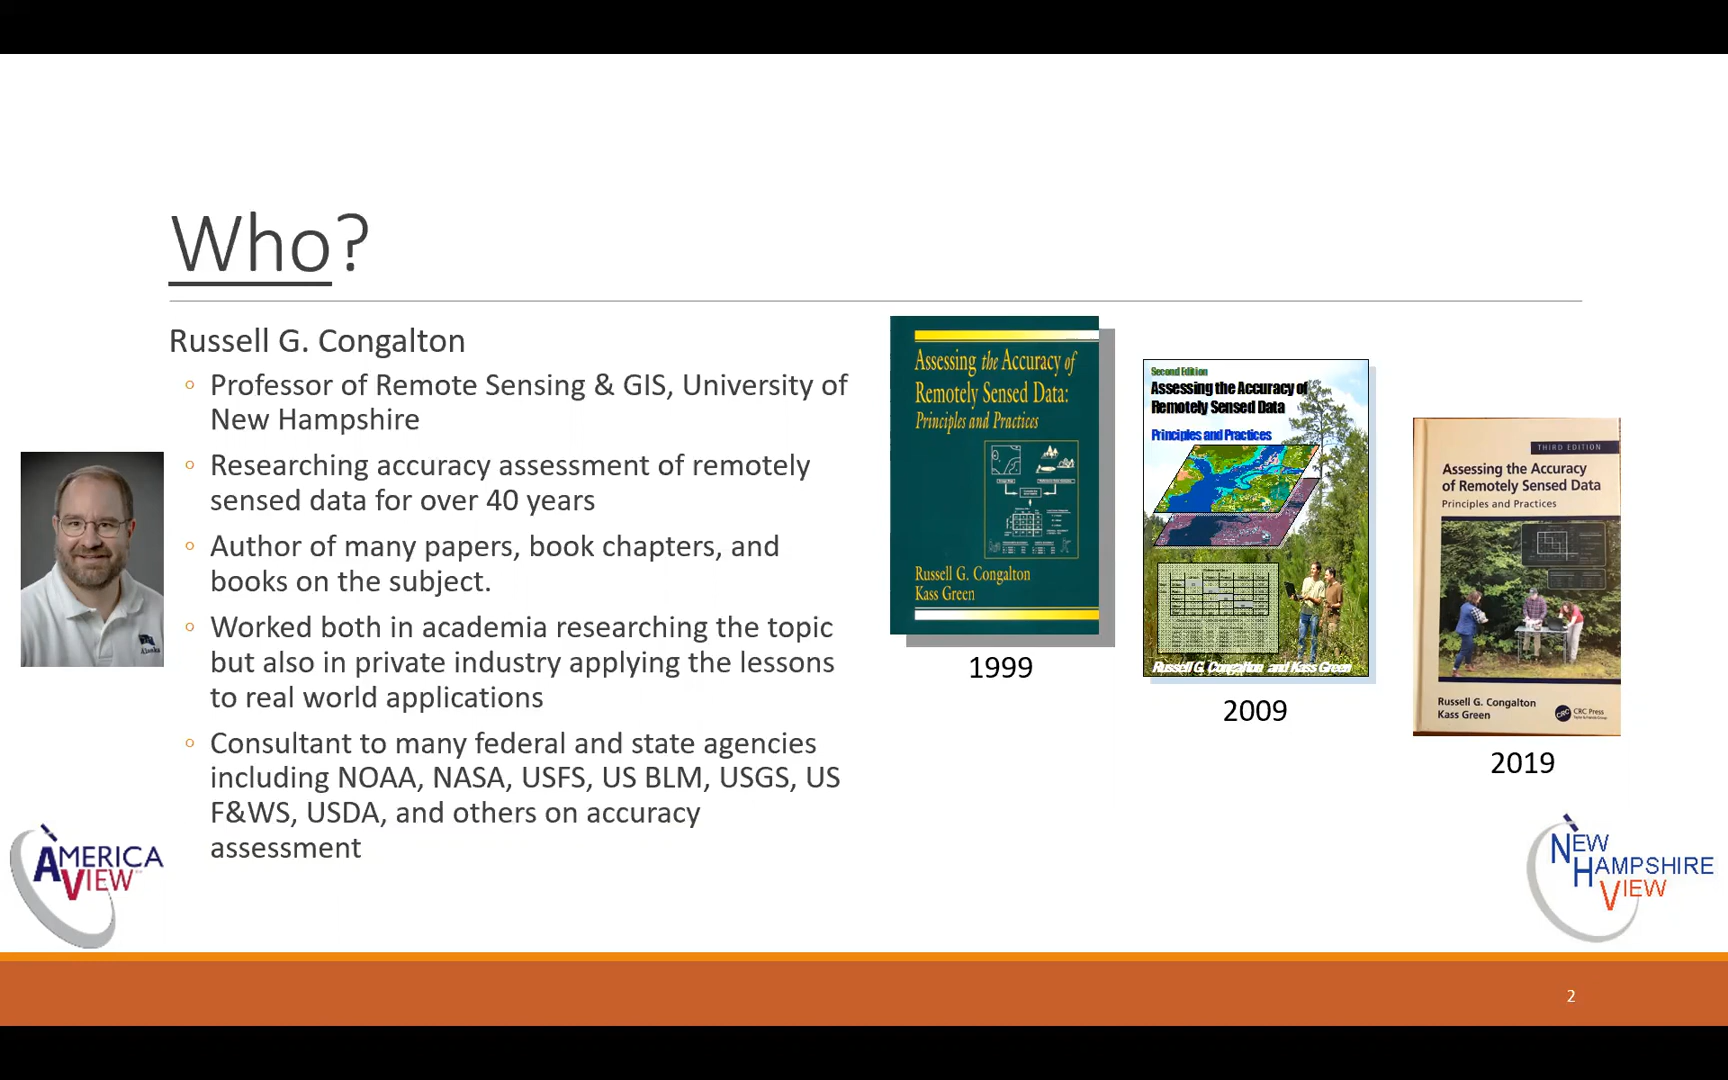 Who?
Russell G. Congalton
Professor of Remote Sensing & GIS, University of
New Hampshire
Researching accuracy assessment of remotely
sensed data for over 40 years
Author of many papers, book chapters, and
books on the subject.
Worked both in academia researching the topic
but also in private industry applying the lessons
to real world applications
Consultant to many federal and state agencies
including NOAA, NASA, USFS, US BLM, USGS, US
F&WS, USDA, and others on accuracy
assessment
Assessing the Accuracy of
Remotely Sensed Data:
Principles and Practices
Russell G. Congalton
Kass Green
1999
Second Edition
Assessing the Accuracy of
Remotely Sensed Data
Principles and Practices
Russell G. Congalton and Kass Green
2009
THIRD EDITION
Assessing the Accuracy
of Remotely Sensed Data
Principles and Practices
Russell G. Congalton
Kass Green
CRC Press
2019
AMERICA
VIEW
NEW
HAMPSHIRE
VIEW
2